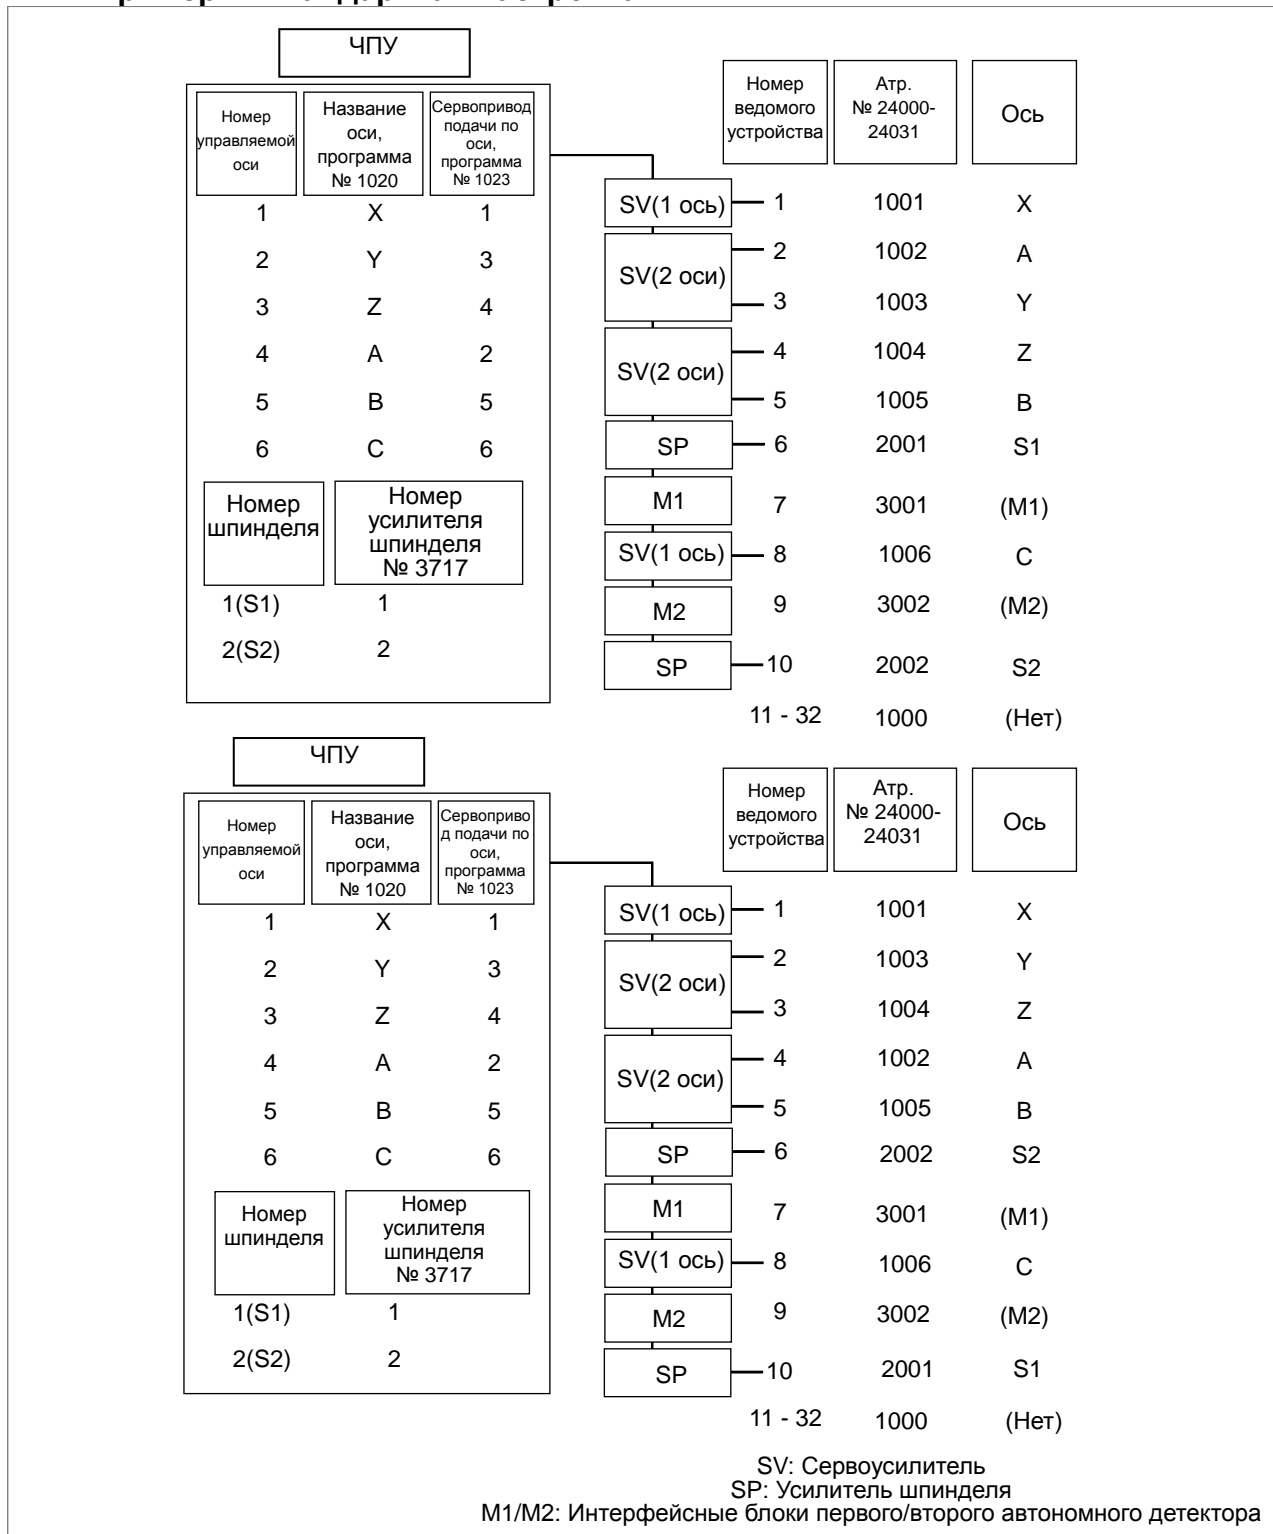 ЧПУ
Номер управляемой оси
Название оси, программа № 1020
Сервопривод подачи по оси, программа № 1023
Номер ведомого устройства
Атр. № 24000-24031
Ось
1 X 1
2 Y 3
3 Z 4
4 A 2
5 B 5
6 C 6
Номер шпинделя
Номер усилителя шпинделя № 3717
1(S1) 1
2(S2) 2
SV(1 ось) 1 1001 X
SV(2 оси) 2 1002 A
3 1003 Y
SV(2 оси) 4 1004 Z
5 1005 B
SP 6 2001 S1
M1 7 3001 (M1)
SV(1 ось) 8 1006 C
M2 9 3002 (M2)
SP 10 2002 S2
11 - 32 1000 (Нет)
ЧПУ
Номер управляемой оси
Название оси, программа № 1020
Сервопривод подачи по оси, программа № 1023
Номер ведомого устройства
Атр. № 24000-24031
Ось
1 X 1
2 Y 3
3 Z 4
4 A 2
5 B 5
6 C 6
Номер шпинделя
Номер усилителя шпинделя № 3717
1(S1) 1
2(S2) 2
SV(1 ось) 1 1001 X
SV(2 оси) 2 1003 Y
3 1004 Z
SV(2 оси) 4 1002 A
5 1005 B
SP 6 2002 S2
M1 7 3001 (M1)
SV(1 ось) 8 1006 C
M2 9 3002 (M2)
SP 10 2001 S1
11 - 32 1000 (Нет)
SV: Сервоусилитель
SP: Усилитель шпинделя
M1/M2: Интерфейсные блоки первого/второго автономного детектора